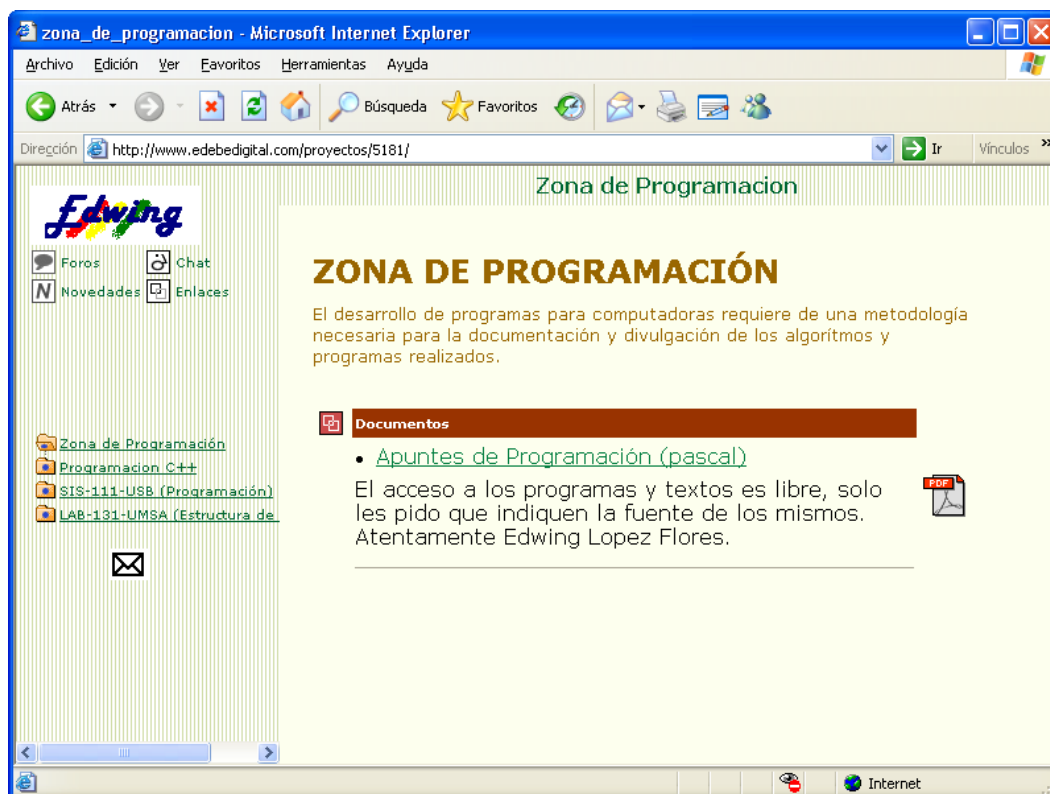 zona_de_programacion - Microsoft Internet Explorer
Archivo Edición Ver Favoritos Herramientas Ayuda
Atrás Búsqueda Favoritos
Dirección http://www.edebedigital.com/proyectos/5181/ Ir Vínculos »
Zona de Programacion
Edwing
Foros Chat
N Novedades Enlaces
ZONA DE PROGRAMACIÓN
El desarrollo de programas para computadoras requiere de una metodología
necesaria para la documentación y divulgación de los algorítmos y
programas realizados.
Documentos
• Apuntes de Programación (pascal)
El acceso a los programas y textos es libre, solo
les pido que indiquen la fuente de los mismos.
Atentamente Edwing Lopez Flores.
PDF
Zona de Programación
Programacion C++
SIS-111-USB (Programación)
LAB-131-UMSA (Estructura de
Internet